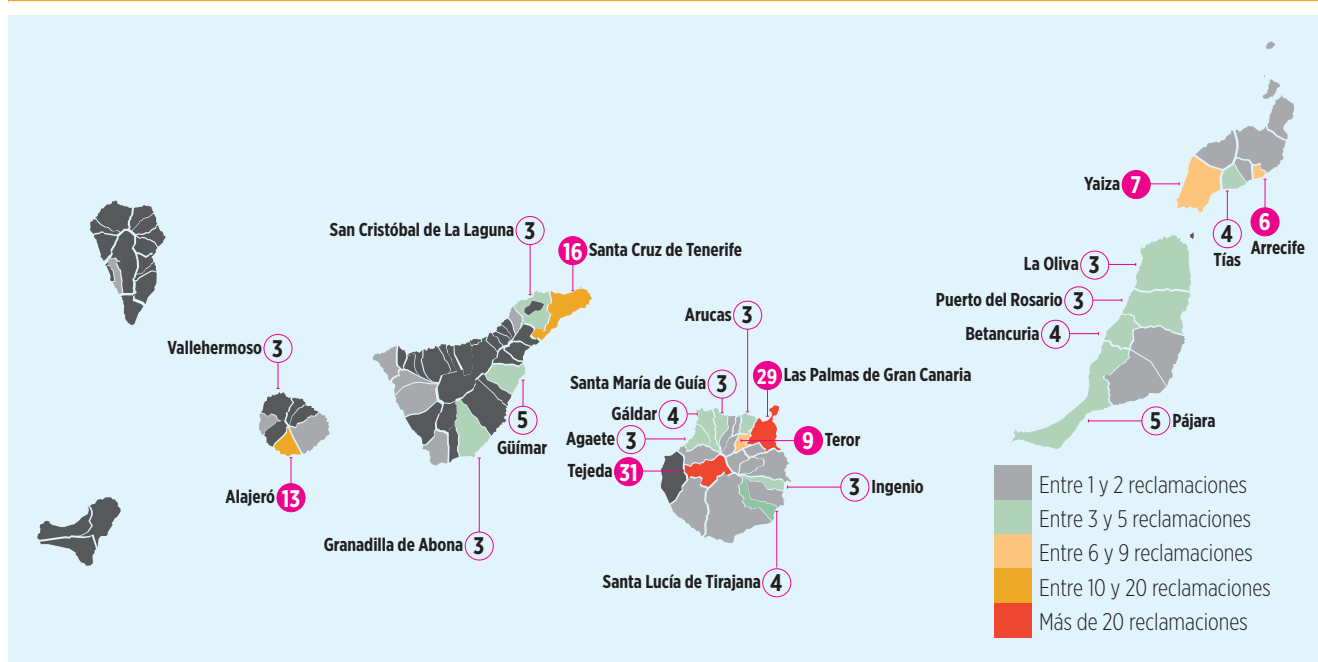 Yaiza 7
6
Arrecife
4
Tías
San Cristóbal de La Laguna 3
16 Santa Cruz de Tenerife
La Oliva 3
Puerto del Rosario 3
Arucas 3
Betancuria 4
Vallehermoso 3
Santa María de Guía 3
29 Las Palmas de Gran Canaria
Gáldar 4
5
Güímar
5 Pájara
Agaete 3
9 Teror
Tejeda 31
Alajeró 13
3 Ingenio
Granadilla de Abona 3
Santa Lucía de Tirajana 4
Entre 1 y 2 reclamaciones
Entre 3 y 5 reclamaciones
Entre 6 y 9 reclamaciones
Entre 10 y 20 reclamaciones
Más de 20 reclamaciones